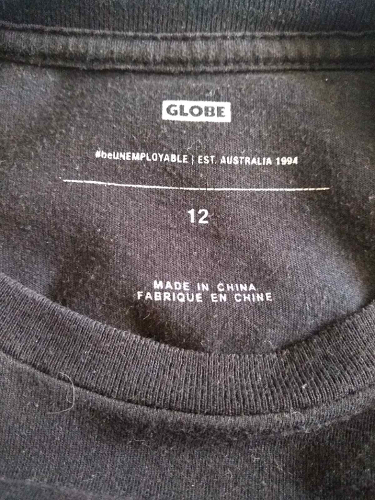 GLOBE
#beUNEMPLOYABLE | EST. AUSTRALIA 1994
12
MADE IN CHINA
FABRIQUE EN CHINE